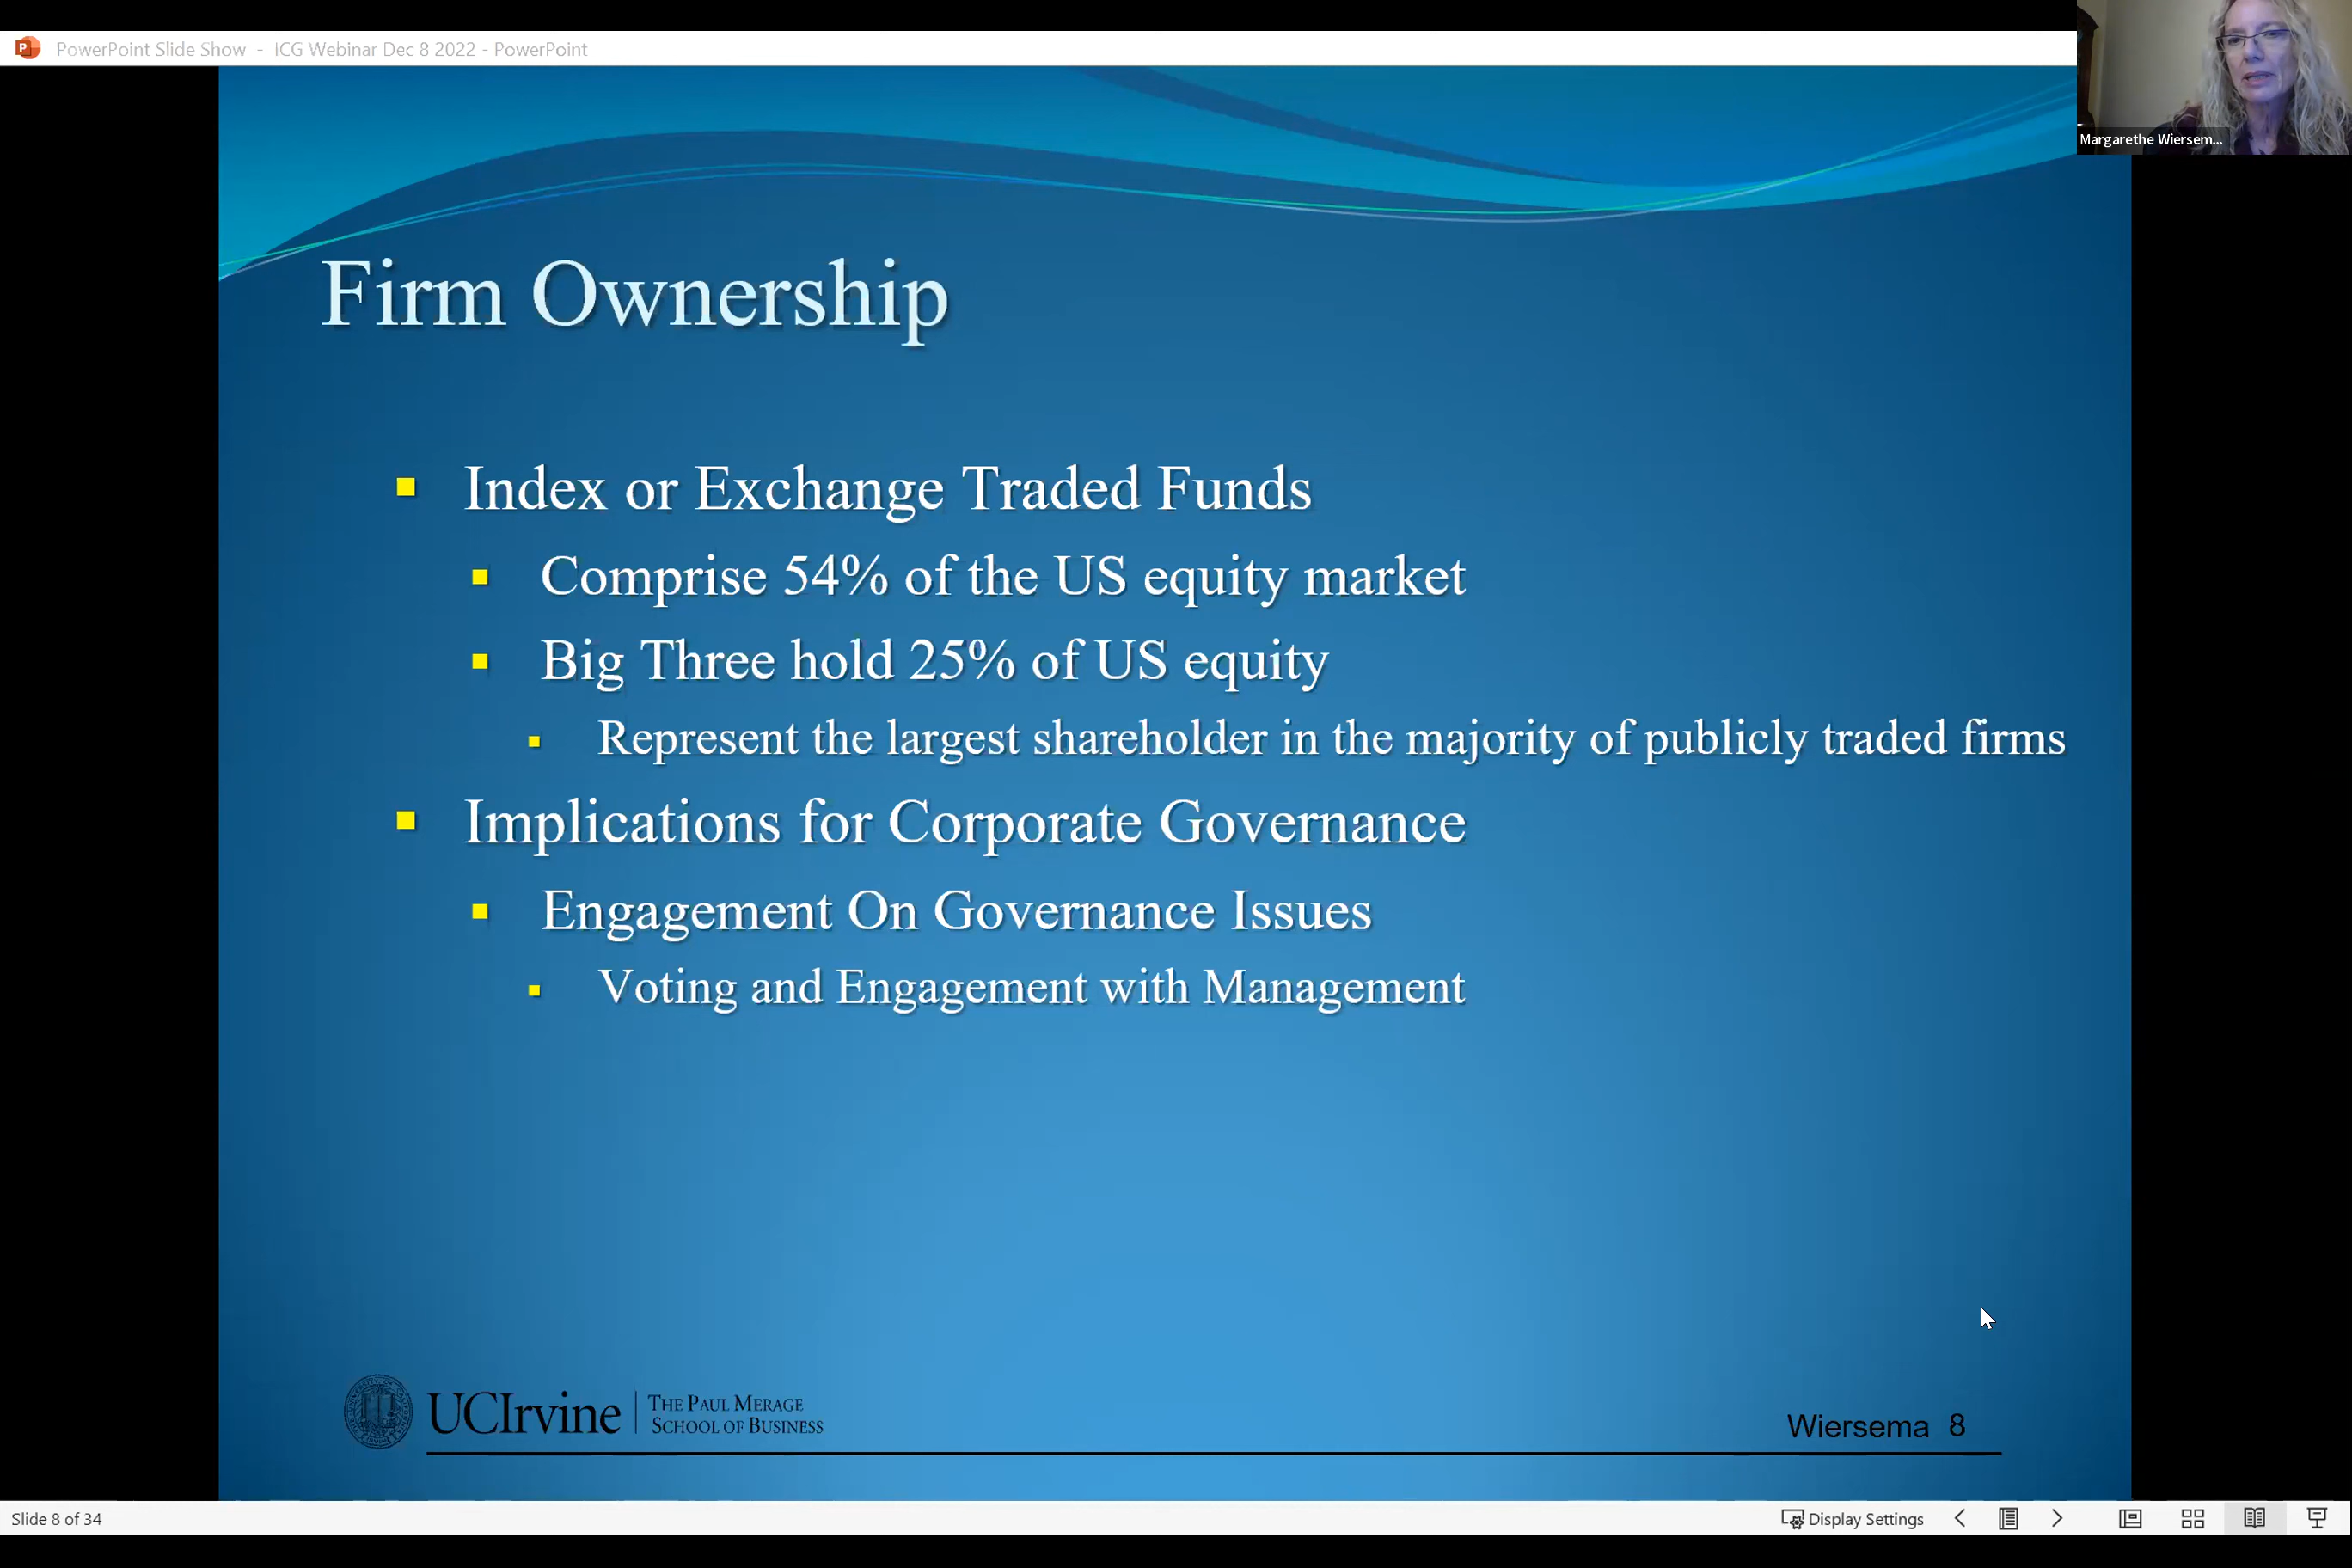 PowerPoint Slide Show - ICG Webinar Dec 8 2022 - PowerPoint
Margarethe Wiersem...
Firm Ownership
Index or Exchange Traded Funds
Comprise 54% of the US equity market
Big Three hold 25% of US equity
Represent the largest shareholder in the majority of publicly traded firms
Implications for Corporate Governance
Engagement On Governance Issues
Voting and Engagement with Management
UCIrvine
THE PAUL MERAGE
SCHOOL OF BUSINESS
Wiersema 8
Slide 8 of 34
Display Settings